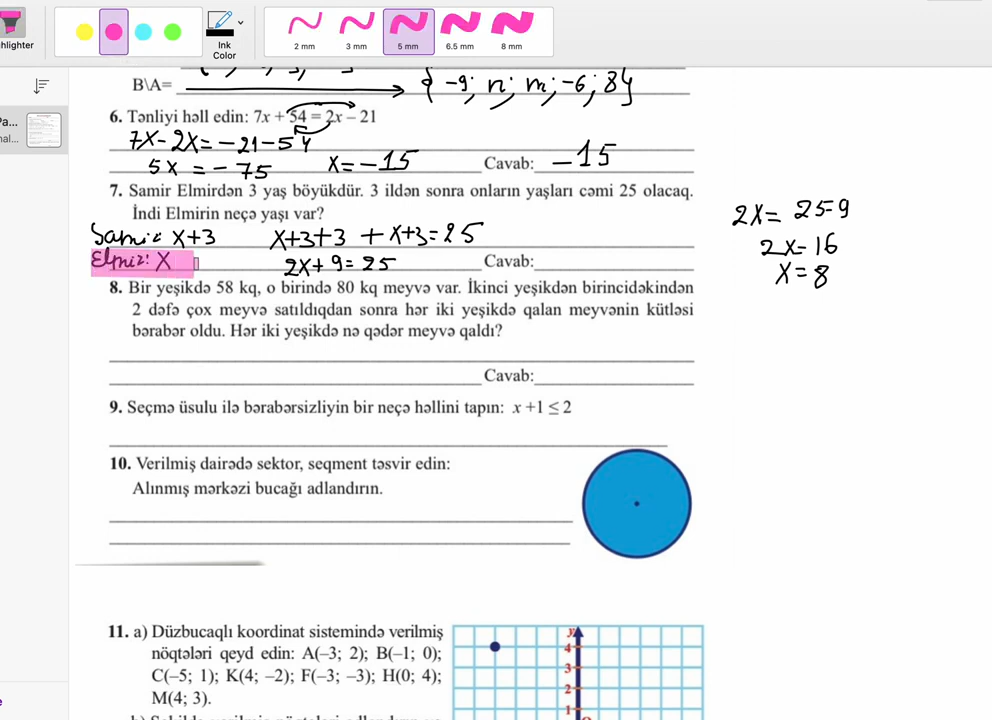 hlighter
Ink
Color
2 mm
3 mm
5 mm
6.5 mm
8 mm
Pa...
nal...
B\A= { -9; n; m; -6; 8}
6. Tənliyi həll edin: 7x + 54 = 2x – 21
7x-2x=-21-54
5x = -75 x=-15 Cavab: -15
7. Samir Elmirdən 3 yaş böyükdür. 3 ildən sonra onların yaşları cəmi 25 olacaq.
İndi Elmirin neçə yaşı var?
x+3 x+3+3 +x+3=25
x 2x+9=25 Cavab:
2x= 25-9
2x=16
x=8
8. Bir yeşikdə 58 kq, o birində 80 kq meyvə var. İkinci yeşikdən birincidəkindən
2 dəfə çox meyvə satıldıqdan sonra hər iki yeşikdə qalan meyvənin kütləsi
bərabər oldu. Hər iki yeşikdə nə qədər meyvə qaldı?
Cavab:
9. Seçmə üsulu ilə bərabərsizliyin bir neçə həllini tapın: x +1 ≤ 2
10. Verilmiş dairədə sektor, seqment təsvir edin:
Alınmış mərkəzi bucağı adlandırın.
11. a) Düzbucaqlı koordinat sistemində verilmiş
nöqtələri qeyd edin: A(–3; 2); B(–1; 0);
C(–5; 1); K(4; –2); F(–3; –3); H(0; 4);
M(4; 3).
y
4
3
2
1